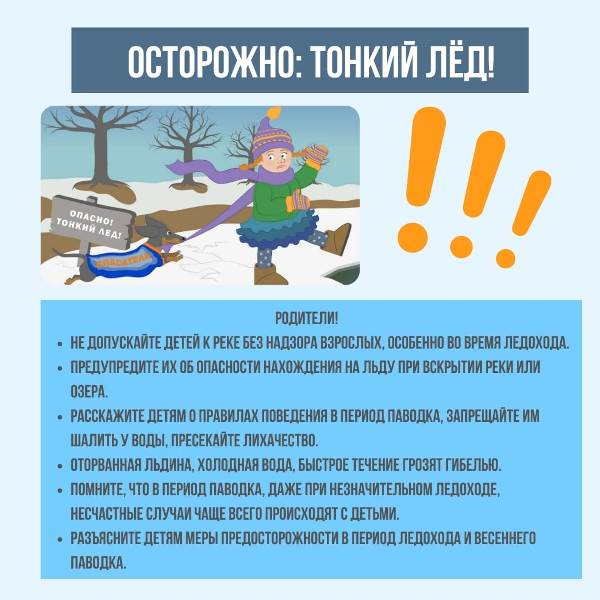 ОСТОРОЖНО: ТОНКИЙ ЛЁД!
ОПАСНО!
ТОНКИЙ ЛЕД!
СПАСАТЕЛЬ
РОДИТЕЛИ!
• НЕ ДОПУСКАЙТЕ ДЕТЕЙ К РЕКЕ БЕЗ НАДЗОРА ВЗРОСЛЫХ, ОСОБЕННО ВО ВРЕМЯ ЛЕДОХОДА.
• ПРЕДУПРЕДИТЕ ИХ ОБ ОПАСНОСТИ НАХОЖДЕНИЯ НА ЛЬДУ ПРИ ВСКРЫТИИ РЕКИ ИЛИ
ОЗЕРА.
• РАССКАЖИТЕ ДЕТЯМ О ПРАВИЛАХ ПОВЕДЕНИЯ В ПЕРИОД ПАВОДКА, ЗАПРЕЩАЙТЕ ИМ
ШАЛИТЬ У ВОДЫ, ПРЕСЕКАЙТЕ ЛИХАЧЕСТВО.
• ОТОРВАННАЯ ЛЬДИНА, ХОЛОДНАЯ ВОДА, БЫСТРОЕ ТЕЧЕНИЕ ГРОЗЯТ ГИБЕЛЬЮ.
• ПОМНИТЕ, ЧТО В ПЕРИОД ПАВОДКА, ДАЖЕ ПРИ НЕЗНАЧИТЕЛЬНОМ ЛЕДОХОДЕ,
НЕСЧАСТНЫЕ СЛУЧАИ ЧАЩЕ ВСЕГО ПРОИСХОДЯТ С ДЕТЬМИ.
• РАЗЪЯСНИТЕ ДЕТЯМ МЕРЫ ПРЕДОСТОРОЖНОСТИ В ПЕРИОД ЛЕДОХОДА И ВЕСЕННЕГО
ПАВОДКА.